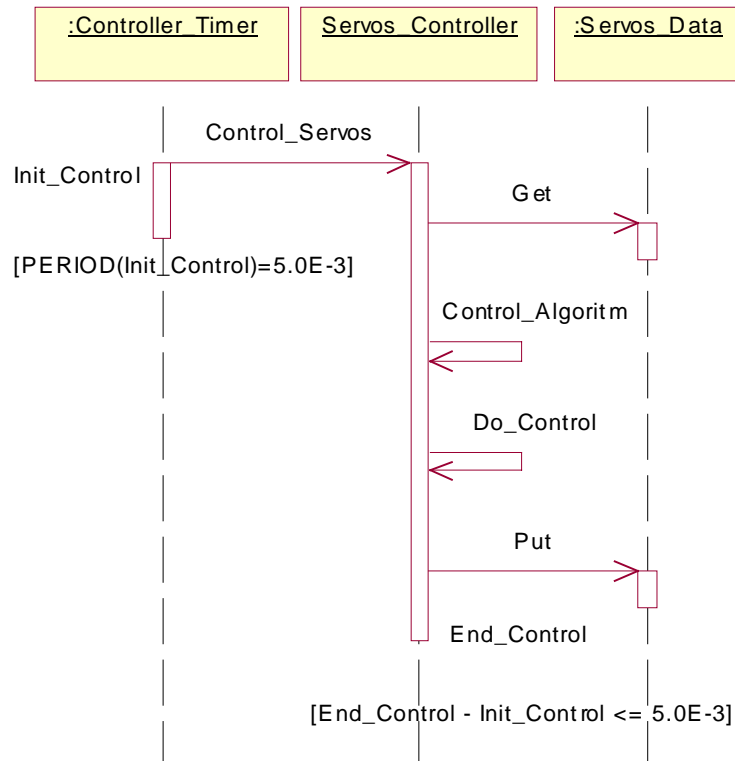 :Controller_Timer
Servos_Controller
:Servos_Data
Control_Servos
Init_Control
Get
[PERIOD(Init_Control)=5.0E-3]
Control_Algoritm
Do_Control
Put
End_Control
[End_Control - Init_Control <= 5.0E-3]